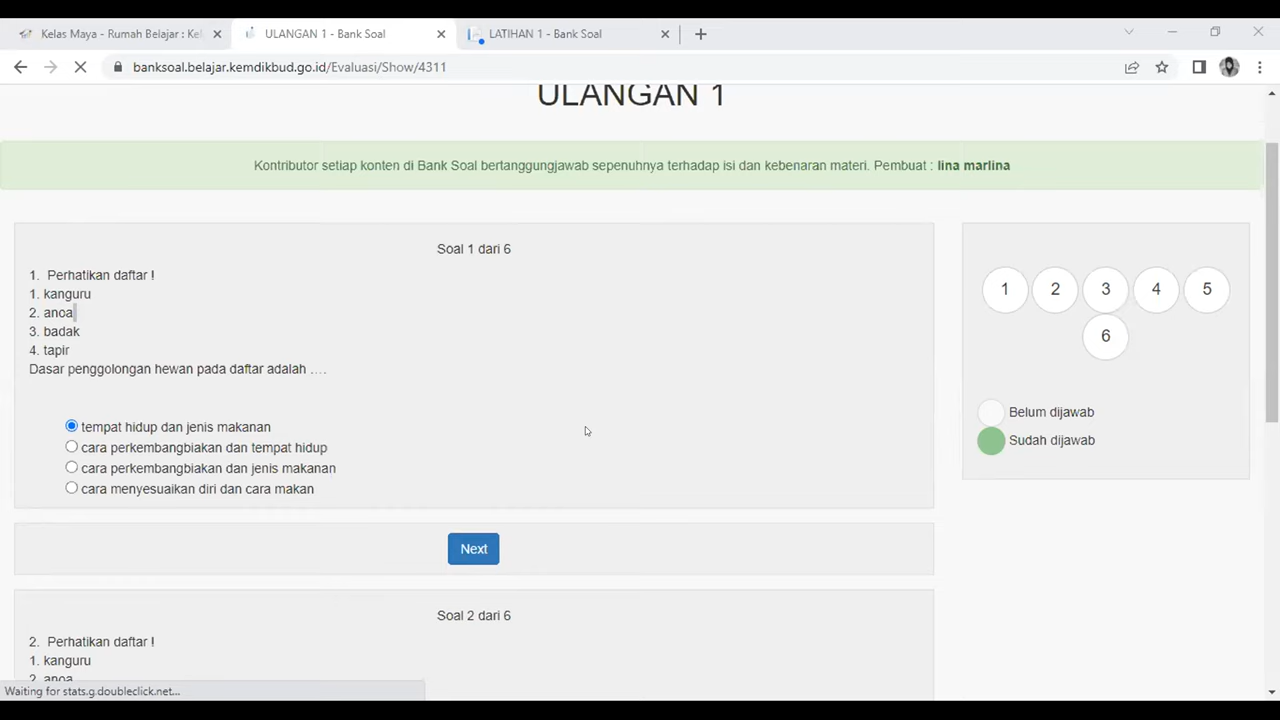 Kelas Maya - Rumah Belajar : Kel
ULANGAN 1 - Bank Soal
LATIHAN 1 - Bank Soal
banksoal.belajar.kemdikbud.go.id/Evaluasi/Show/4311
ULANGAN 1
Kontributor setiap konten di Bank Soal bertanggungjawab sepenuhnya terhadap isi dan kebenaran materi. Pembuat : lina marlina
Soal 1 dari 6
1. Perhatikan daftar !
1. kanguru
2. anoa
3. badak
4. tapir
Dasar penggolongan hewan pada daftar adalah ….
tempat hidup dan jenis makanan
cara perkembangbiakan dan tempat hidup
cara perkembangbiakan dan jenis makanan
cara menyesuaikan diri dan cara makan
Next
1 2 3 4 5
6
Belum dijawab
Sudah dijawab
Soal 2 dari 6
2. Perhatikan daftar !
1. kanguru
2. anoa
Waiting for stats.g.doubleclick.net...